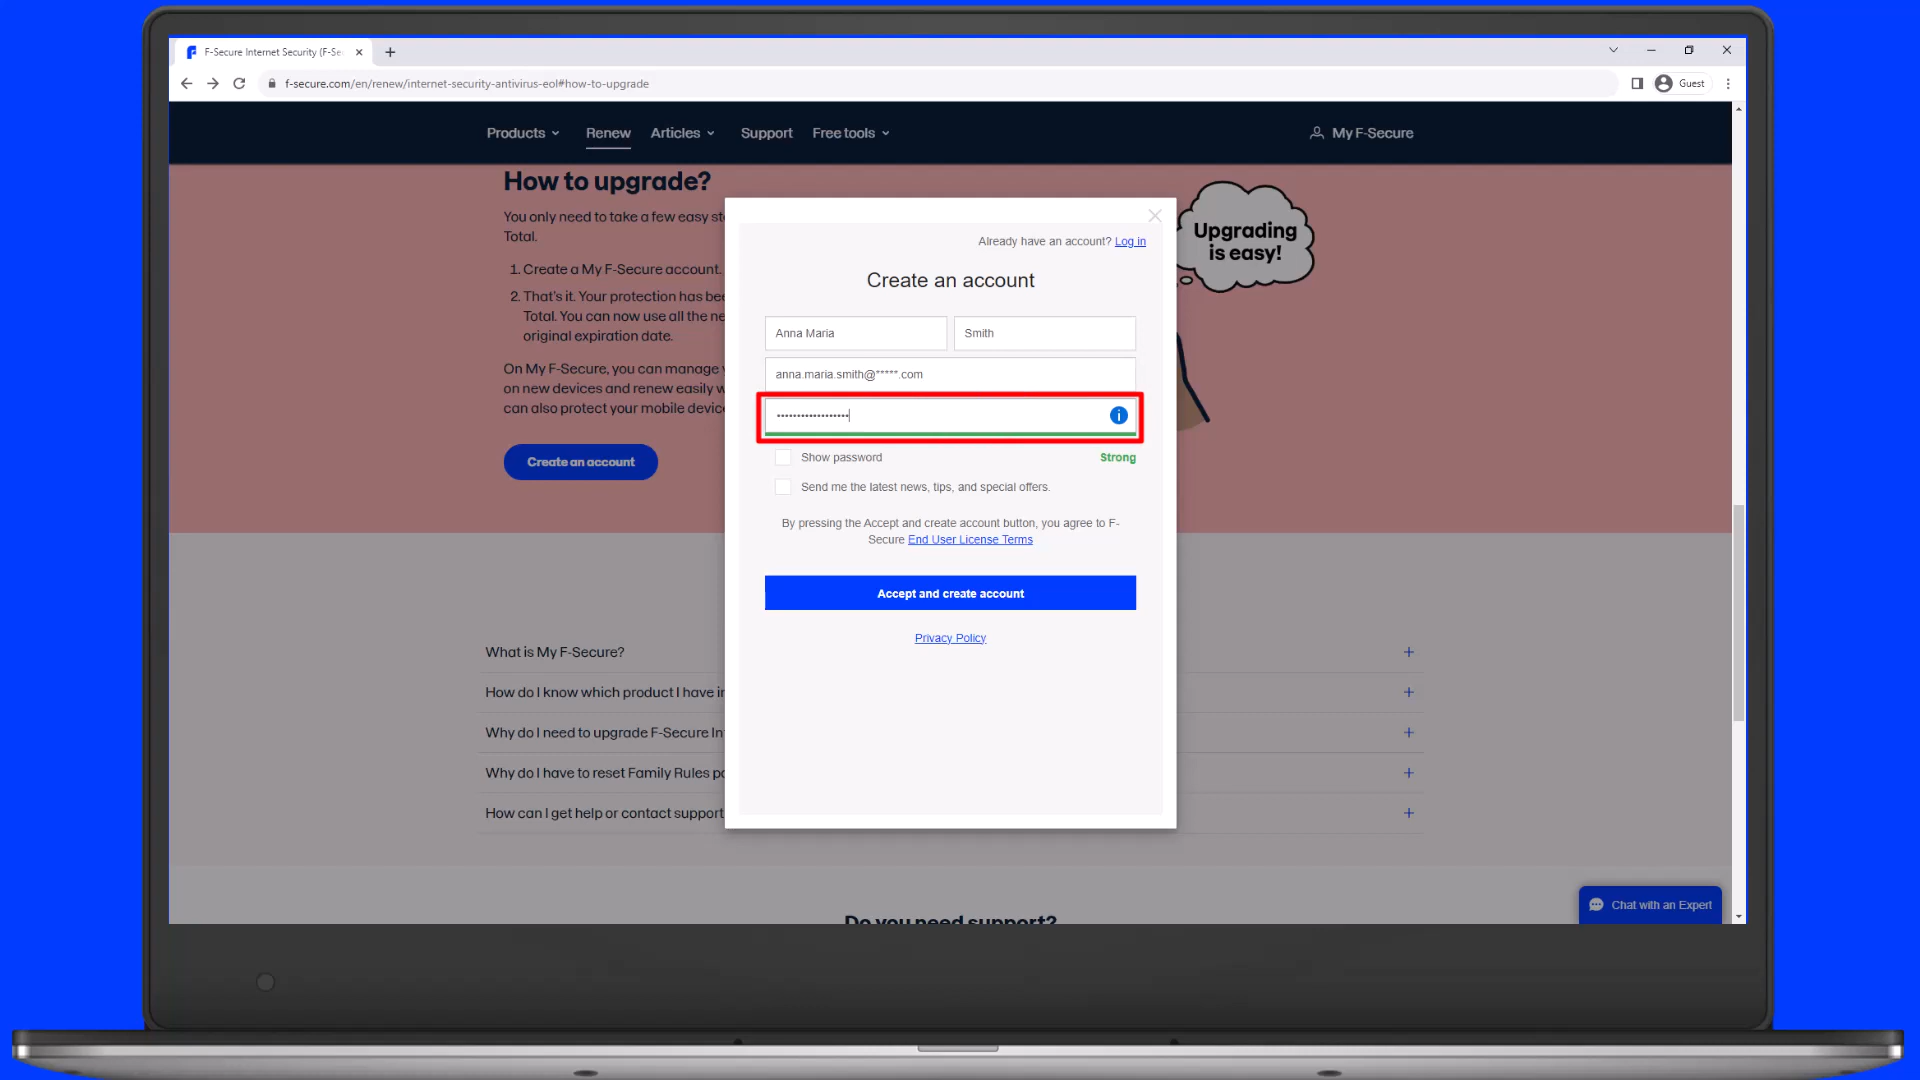 F-Secure Internet Security (F-Se
f-secure.com/en/renew/internet-security-antivirus-eol#how-to-upgrade
Guest
Products
Renew
Articles
Support
Free tools
My F-Secure
How to upgrade?
You only need to take a few easy st
Total.
1. Create a My F-Secure account.
2. That's it. Your protection has bee
Total. You can now use all the ne
original expiration date.
On My F-Secure, you can manage
on new devices and renew easily w
can also protect your mobile device
Create an account
Upgrading
is easy!
Already have an account? Log in
Create an account
Anna Maria
Smith
anna.maria.smith@*****.com
••••••••••••••••••
Show password
Strong
Send me the latest news, tips, and special offers.
By pressing the Accept and create account button, you agree to F-
Secure End User License Terms
Accept and create account
Privacy Policy
What is My F-Secure?
How do I know which product I have in
Why do I need to upgrade F-Secure In
Why do I have to reset Family Rules po
How can I get help or contact support
Do you need support?
Chat with an Expert